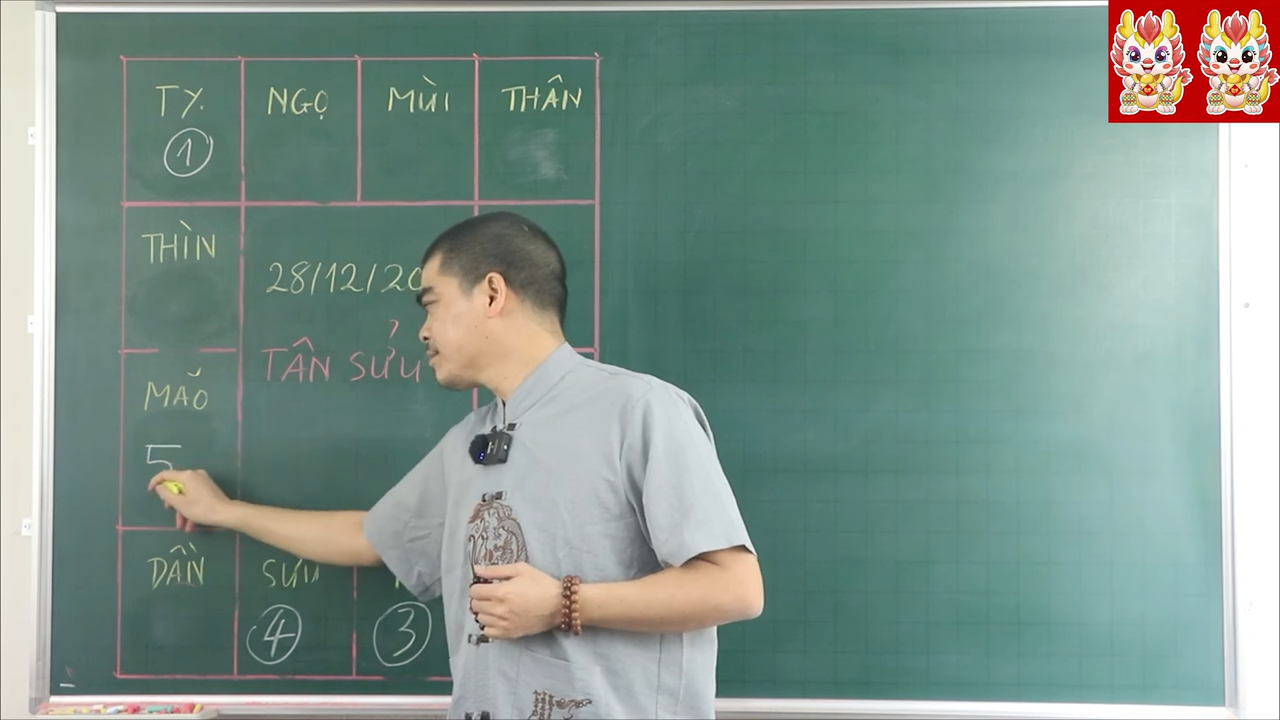 TỴ. NGỌ MÙI THÂN
①
THÌN
28/12/20
TÂN SỬU
MÃO
5
DẦN SỬU
④ ③